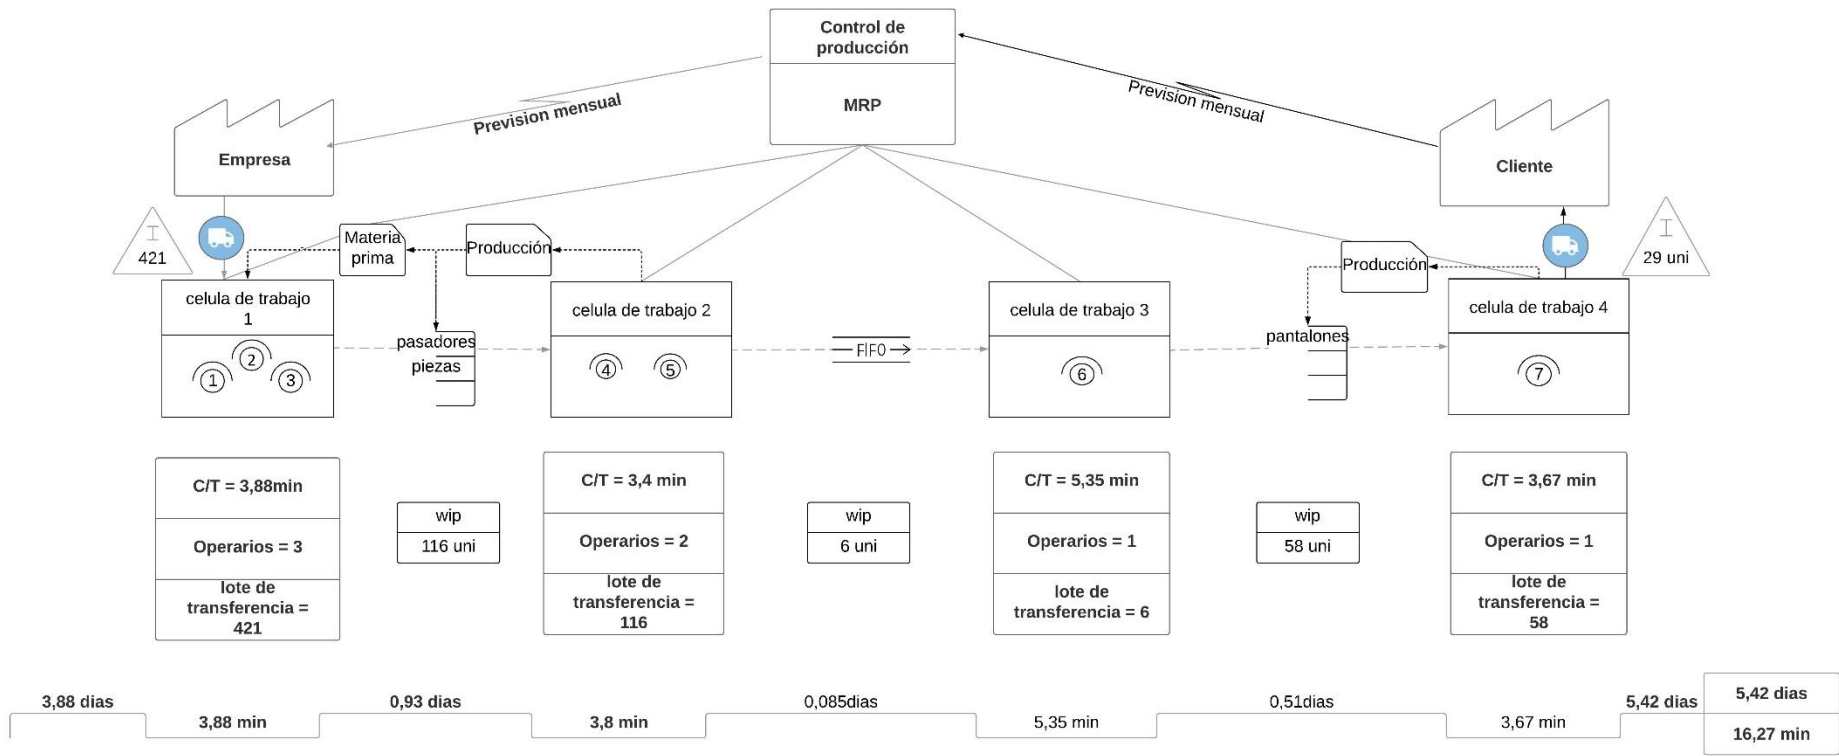 Control de
producción
MRP
Prevision mensual
Prevision mensual
Empresa
Cliente
421
Materia
prima
Producción
Producción
29 uni
celula de trabajo
1
celula de trabajo 2
celula de trabajo 3
celula de trabajo 4
pasadores
piezas
FIFO
pantalones
1
2
3
4
5
6
7
C/T = 3,88min
Operarios = 3
lote de
transferencia =
421
wip
116 uni
C/T = 3,4 min
Operarios = 2
lote de
transferencia =
116
wip
6 uni
C/T = 5,35 min
Operarios = 1
lote de
transferencia = 6
wip
58 uni
C/T = 3,67 min
Operarios = 1
lote de
transferencia =
58
3,88 dias
3,88 min
0,93 dias
3,8 min
0,085dias
5,35 min
0,51dias
3,67 min
5,42 dias
5,42 dias
16,27 min